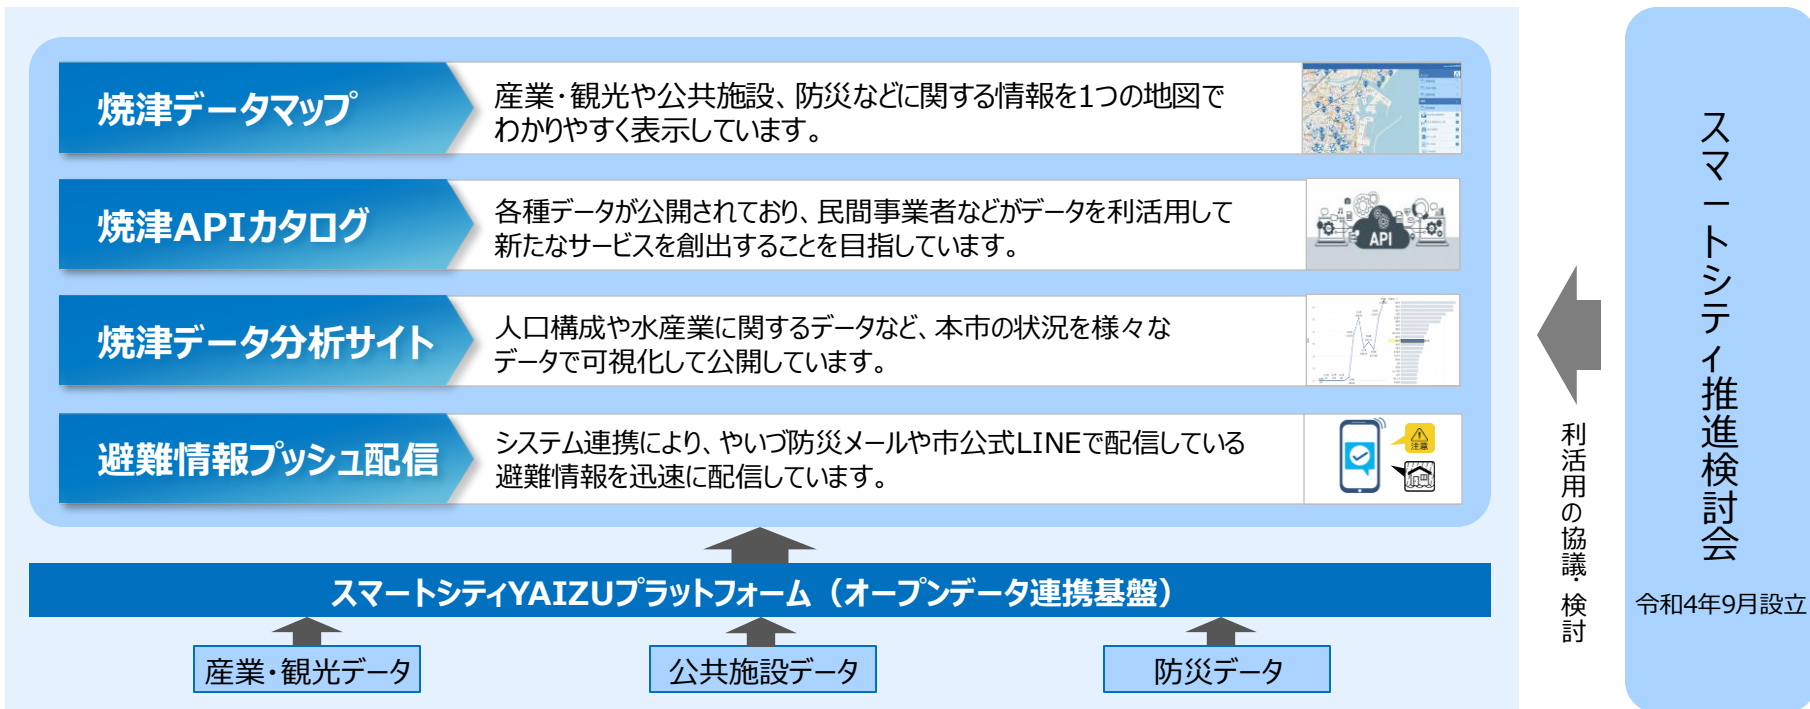 焼津データマップ
産業・観光や公共施設、防災などに関する情報を1つの地図で
わかりやすく表示しています。
焼津APIカタログ
各種データが公開されており、民間事業者などがデータを利活用して
新たなサービスを創出することを目指しています。
API
焼津データ分析サイト
人口構成や水産業に関するデータなど、本市の状況を様々な
データで可視化して公開しています。
避難情報プッシュ配信
システム連携により、やいづ防災メールや市公式LINEで配信している
避難情報を迅速に配信しています。
注意
スマートシティYAIZUプラットフォーム（オープンデータ連携基盤）
産業・観光データ
公共施設データ
防災データ
利活用の協議・検討
スマートシティ推進検討会
令和4年9月設立